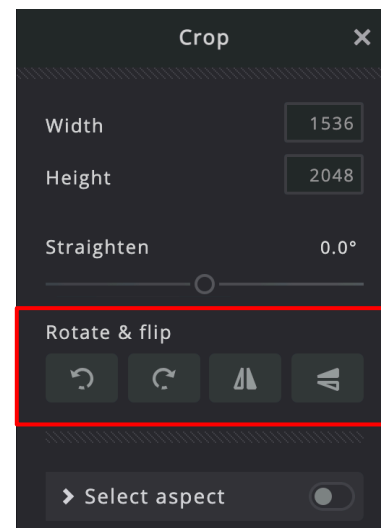 Crop
Width 1536
Height 2048
Straighten 0.0°
Rotate & flip
Select aspect